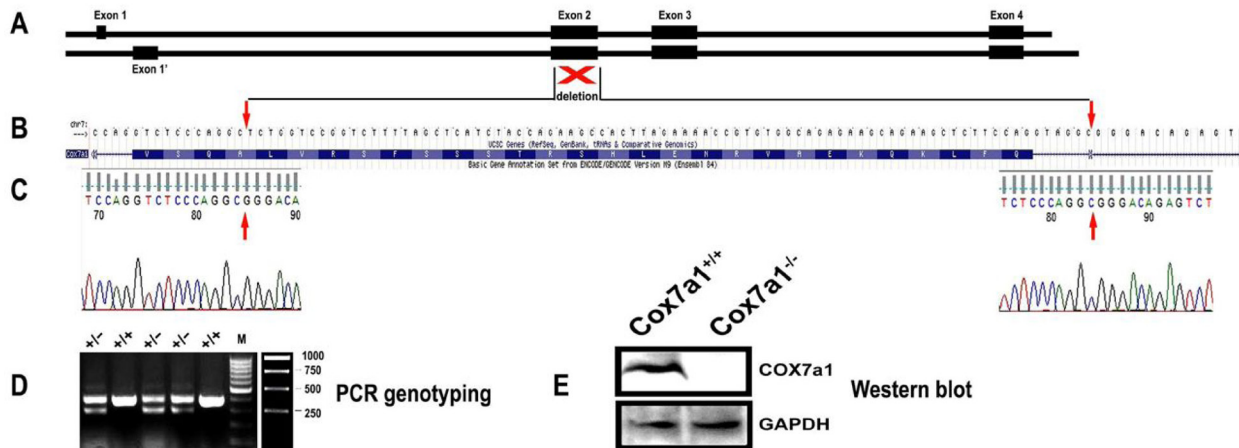 A
Exon 1
Exon 2
Exon 3
Exon 4
Exon 1'
deletion
B
chr7:
--->
UCSC Genes (RefSeq, GenBank, tRNAs & Comparative Genomics)
Cox7a1
Basic Gene Annotation Set from ENCODE/GENCODE Version M9 (Ensembl 84)
C
TCCAGGTCTCCCAGGCGGGACA
70 80 90
TCTCCCAGGCGGGACAGAGTCT
80 90
D
+/- +/+ +/- +/- +/+ M
1000
750
500
250
PCR genotyping
E
Cox7a1+/+ Cox7a1-/-
COX7a1
GAPDH
Western blot